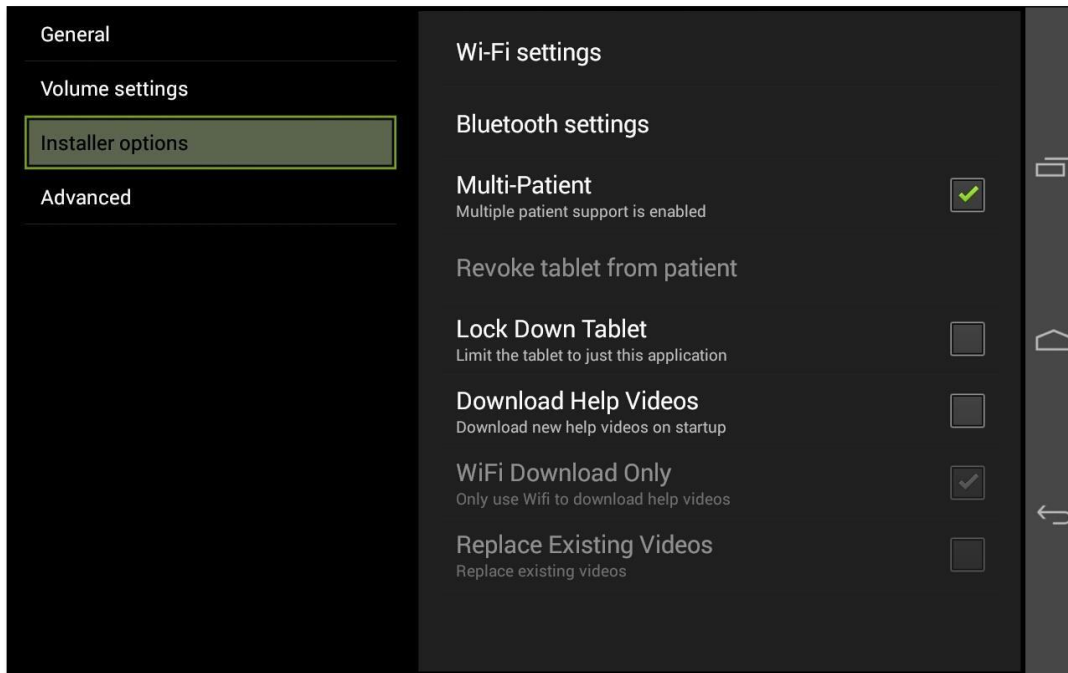 General
Volume settings
Installer options
Advanced
Wi-Fi settings
Bluetooth settings
Multi-Patient
Multiple patient support is enabled
Revoke tablet from patient
Lock Down Tablet
Limit the tablet to just this application
Download Help Videos
Download new help videos on startup
WiFi Download Only
Only use Wifi to download help videos
Replace Existing Videos
Replace existing videos